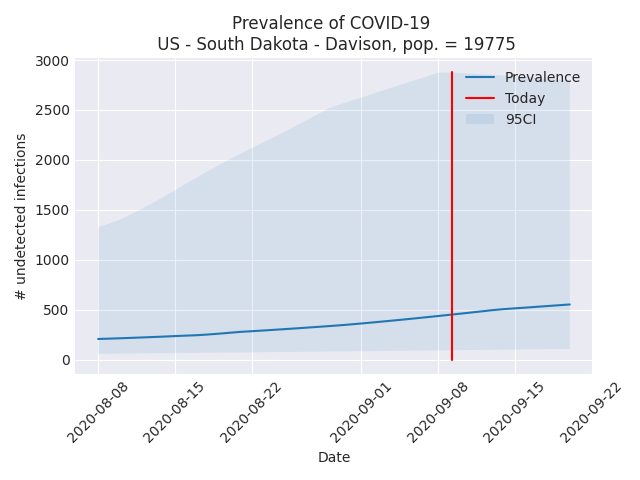 Prevalence of COVID-19
US - South Dakota - Davison, pop. = 19775
3000
2500
2000
1500
1000
500
0
# undetected infections
Prevalence
Today
95CI
2020-08-08
2020-08-15
2020-08-22
2020-09-01
2020-09-08
2020-09-15
2020-09-22
Date